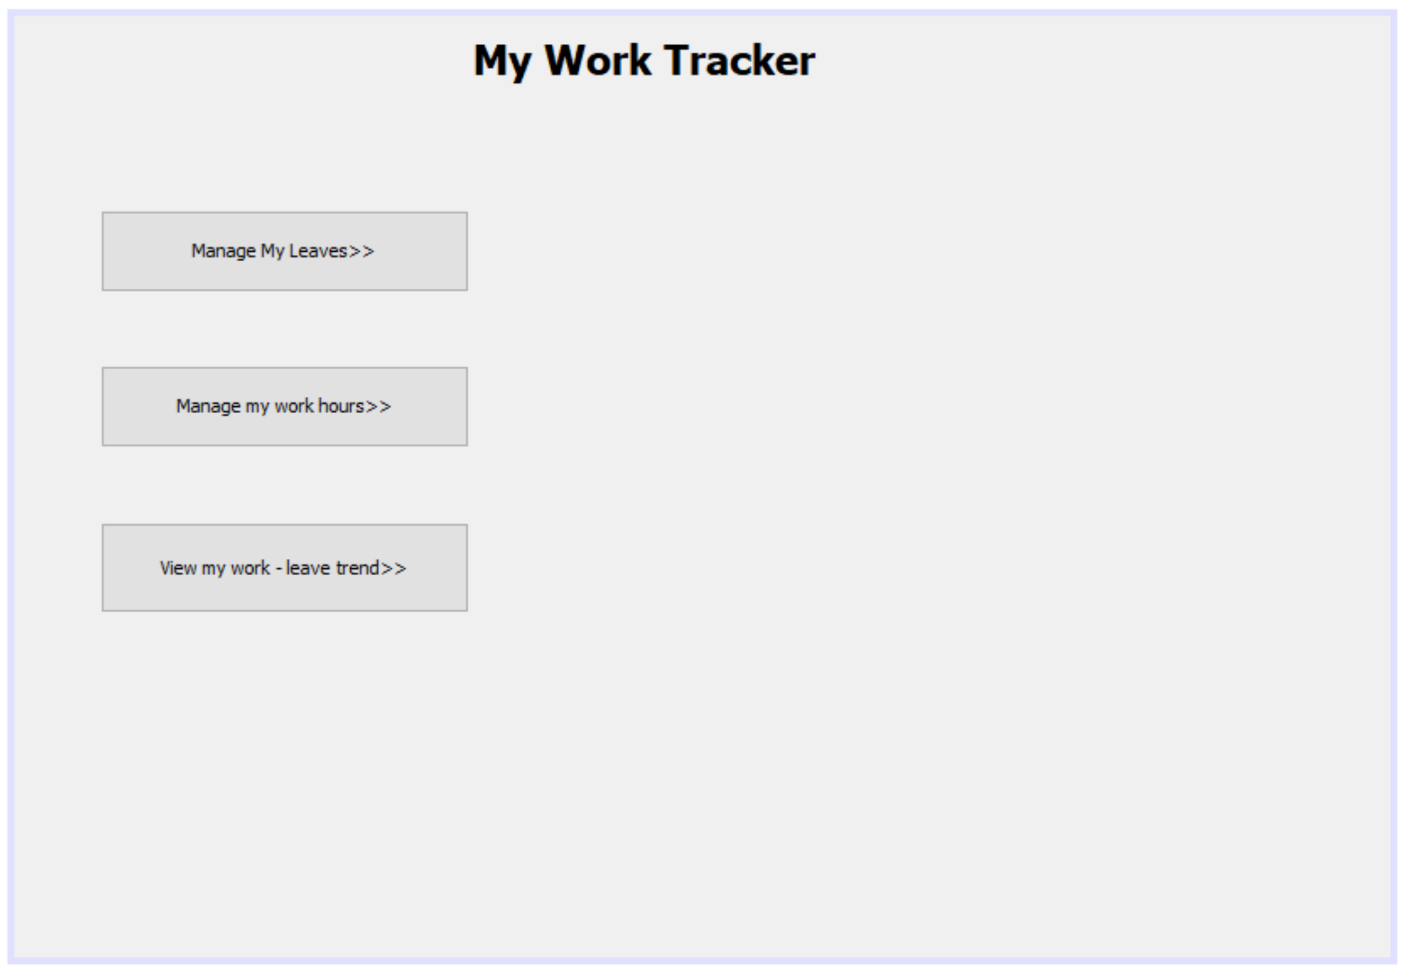 My Work Tracker
Manage My Leaves>>
Manage my work hours>>
View my work - leave trend>>